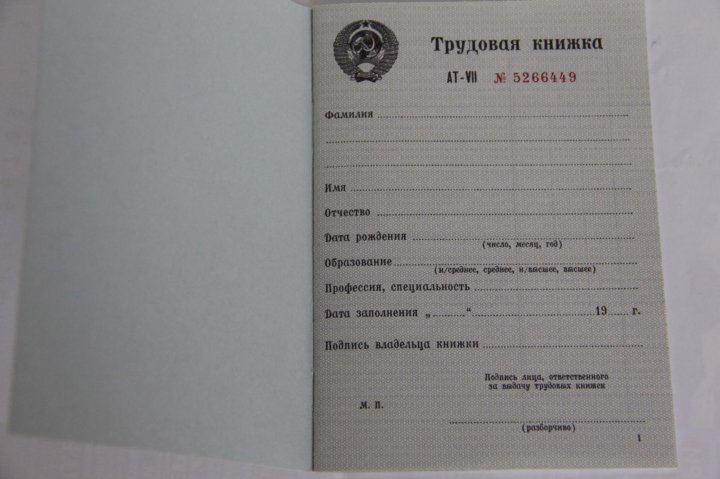 Трудовая книжка
АТ-VII № 5266449
Фамилия
Имя
Отчество
Дата рождения
(число, месяц, год)
Образование
(н/среднее, среднее, н/высшее, высшее)
Профессия, специальность
Дата заполнения „ “ 19 г.
Подпись владельца книжки
Подпись лица, ответственного
за выдачу трудовых книжек
М. П.
(разборчиво)
1